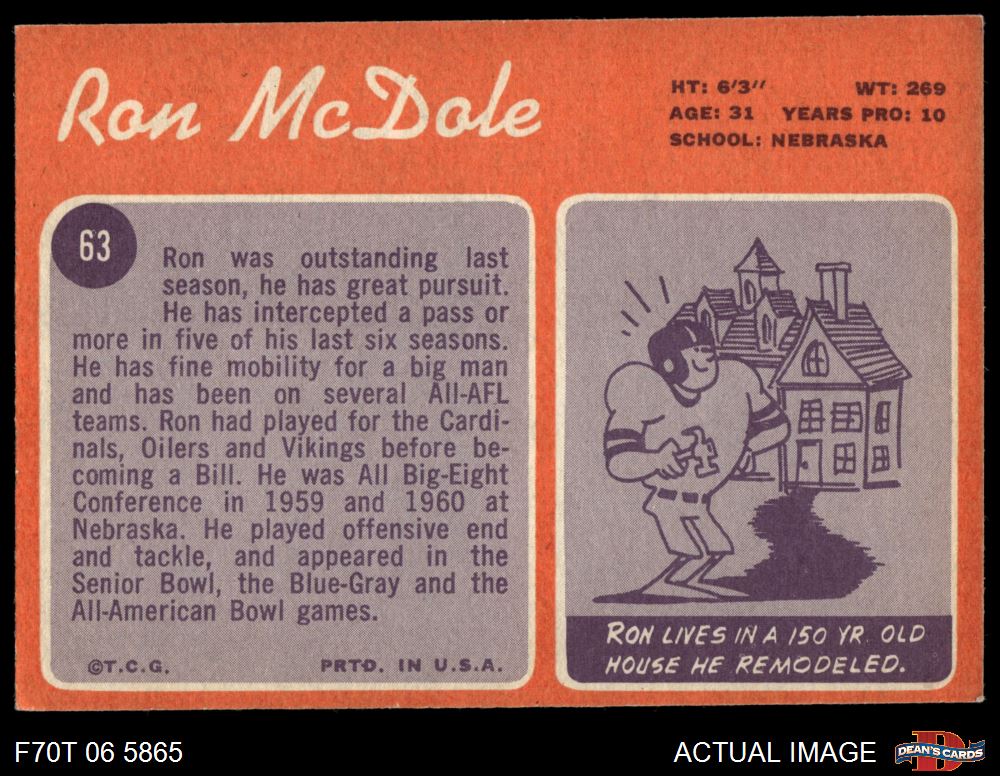 Ron McDole
HT: 6'3" WT: 269
AGE: 31 YEARS PRO: 10
SCHOOL: NEBRASKA
63
Ron was outstanding last
season, he has great pursuit.
He has intercepted a pass or
more in five of his last six seasons.
He has fine mobility for a big man
and has been on several All-AFL
teams. Ron had played for the Cardi-
nals, Oilers and Vikings before be-
coming a Bill. He was All Big-Eight
Conference in 1959 and 1960 at
Nebraska. He played offensive end
and tackle, and appeared in the
Senior Bowl, the Blue-Gray and the
All-American Bowl games.
©T.C.G. PRTD. IN U.S.A.
RON LIVES IN A 150 YR. OLD
HOUSE HE REMODELED.
F70T 06 5865
ACTUAL IMAGE
DEAN'S CARDS